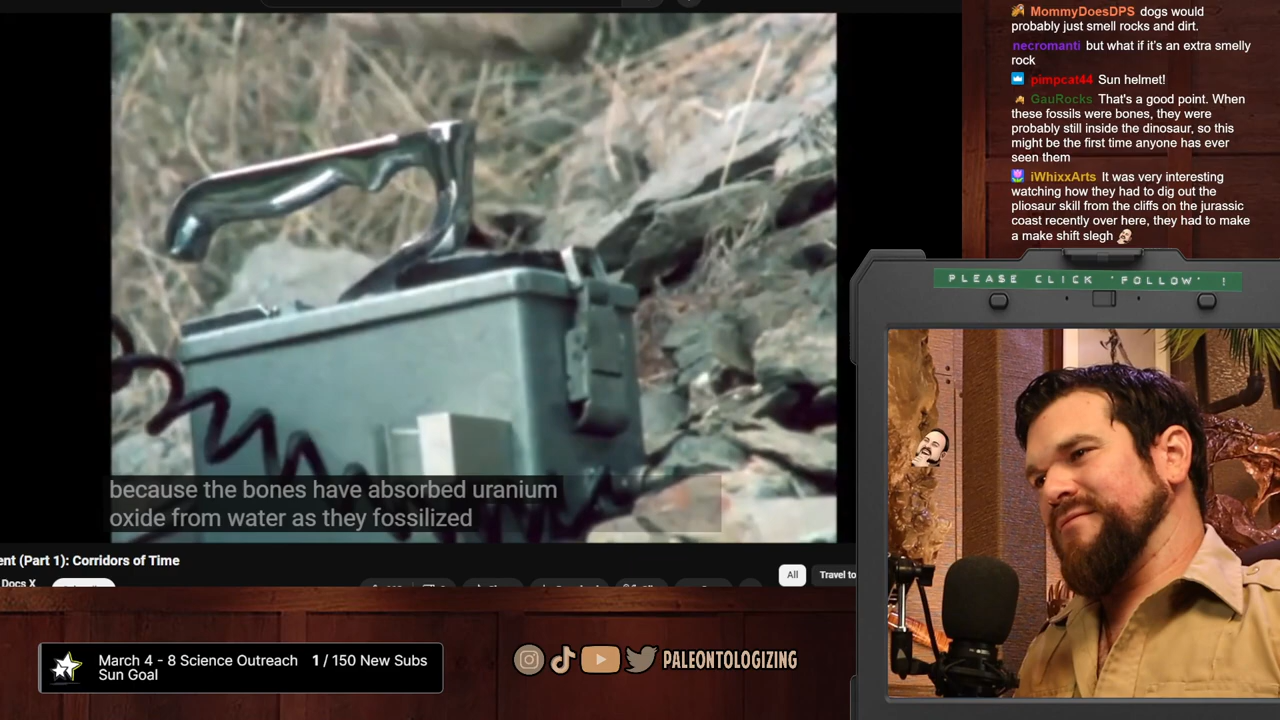 MommyDoesDPS dogs would
probably just smell rocks and dirt.
necromanti but what if it's an extra smelly
rock
pimpcat44 Sun helmet!
GauRocks That's a good point. When
these fossils were bones, they were
probably still inside the dinosaur, so this
might be the first time anyone has ever
seen them
iWhixxArts It was very interesting
watching how they had to dig out the
pliosaur skill from the cliffs on the jurassic
coast recently over here, they had to make
a make shift slegh
PLEASE CLICK 'FOLLOW' !
because the bones have absorbed uranium
oxide from water as they fossilized
ent (Part 1): Corridors of Time
Docs X
All
Travel to
March 4 - 8 Science Outreach 1 / 150 New Subs
Sun Goal
PALEONTOLOGIZING